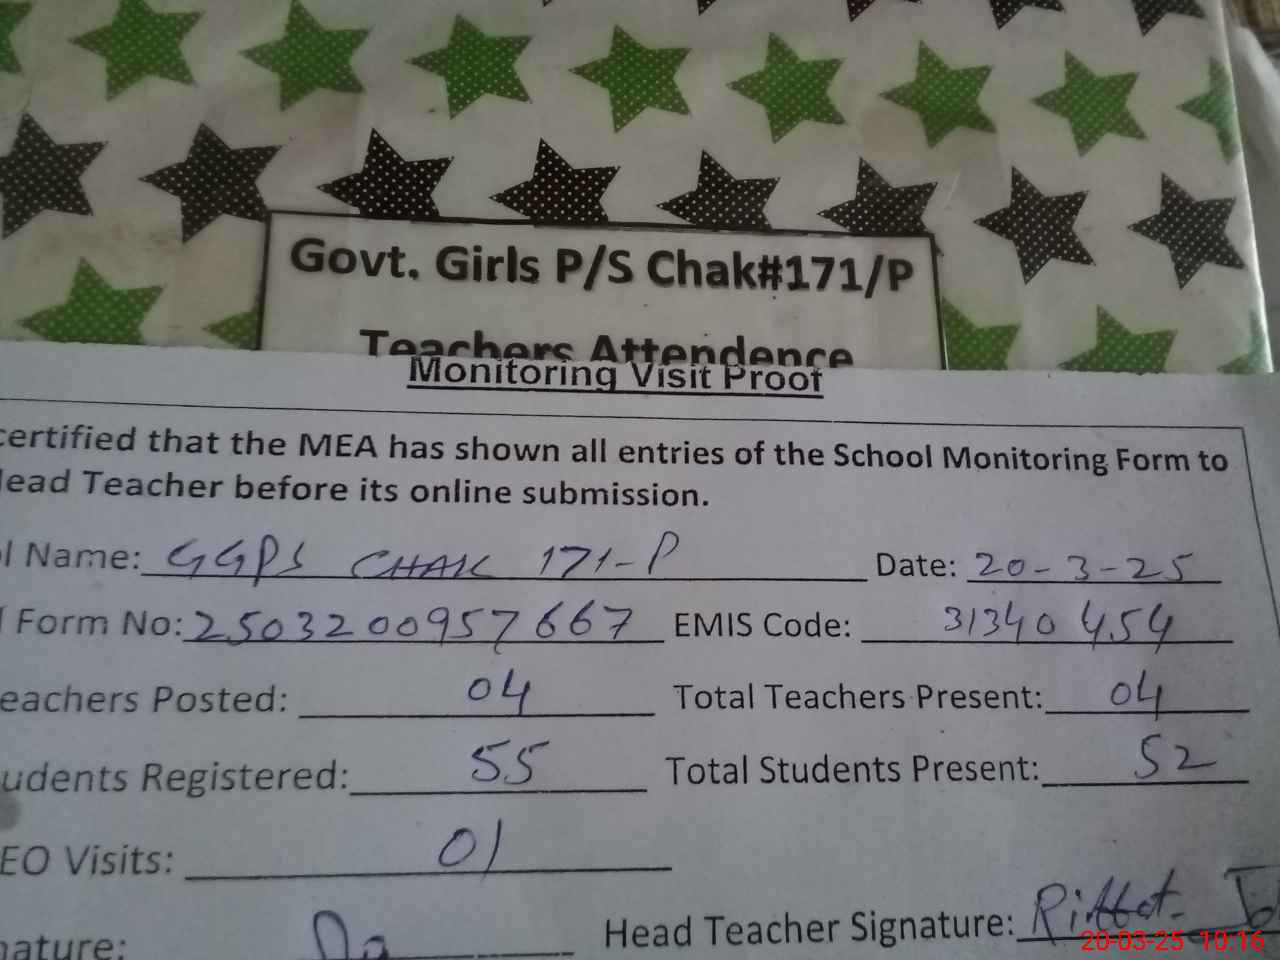 Govt. Girls P/S Chak#171/P
Teachers Attendence
Monitoring Visit Proof
certified that the MEA has shown all entries of the School Monitoring Form to
Head Teacher before its online submission.
l Name: GGPS CHAK 171-P Date: 20-3-25
Form No: 2503200957667 EMIS Code: 31340454
eachers Posted: 04 Total Teachers Present: 04
udents Registered: 55 Total Students Present: 52
EO Visits: 01
nature: Head Teacher Signature: Riffat
20-03-25 10:16